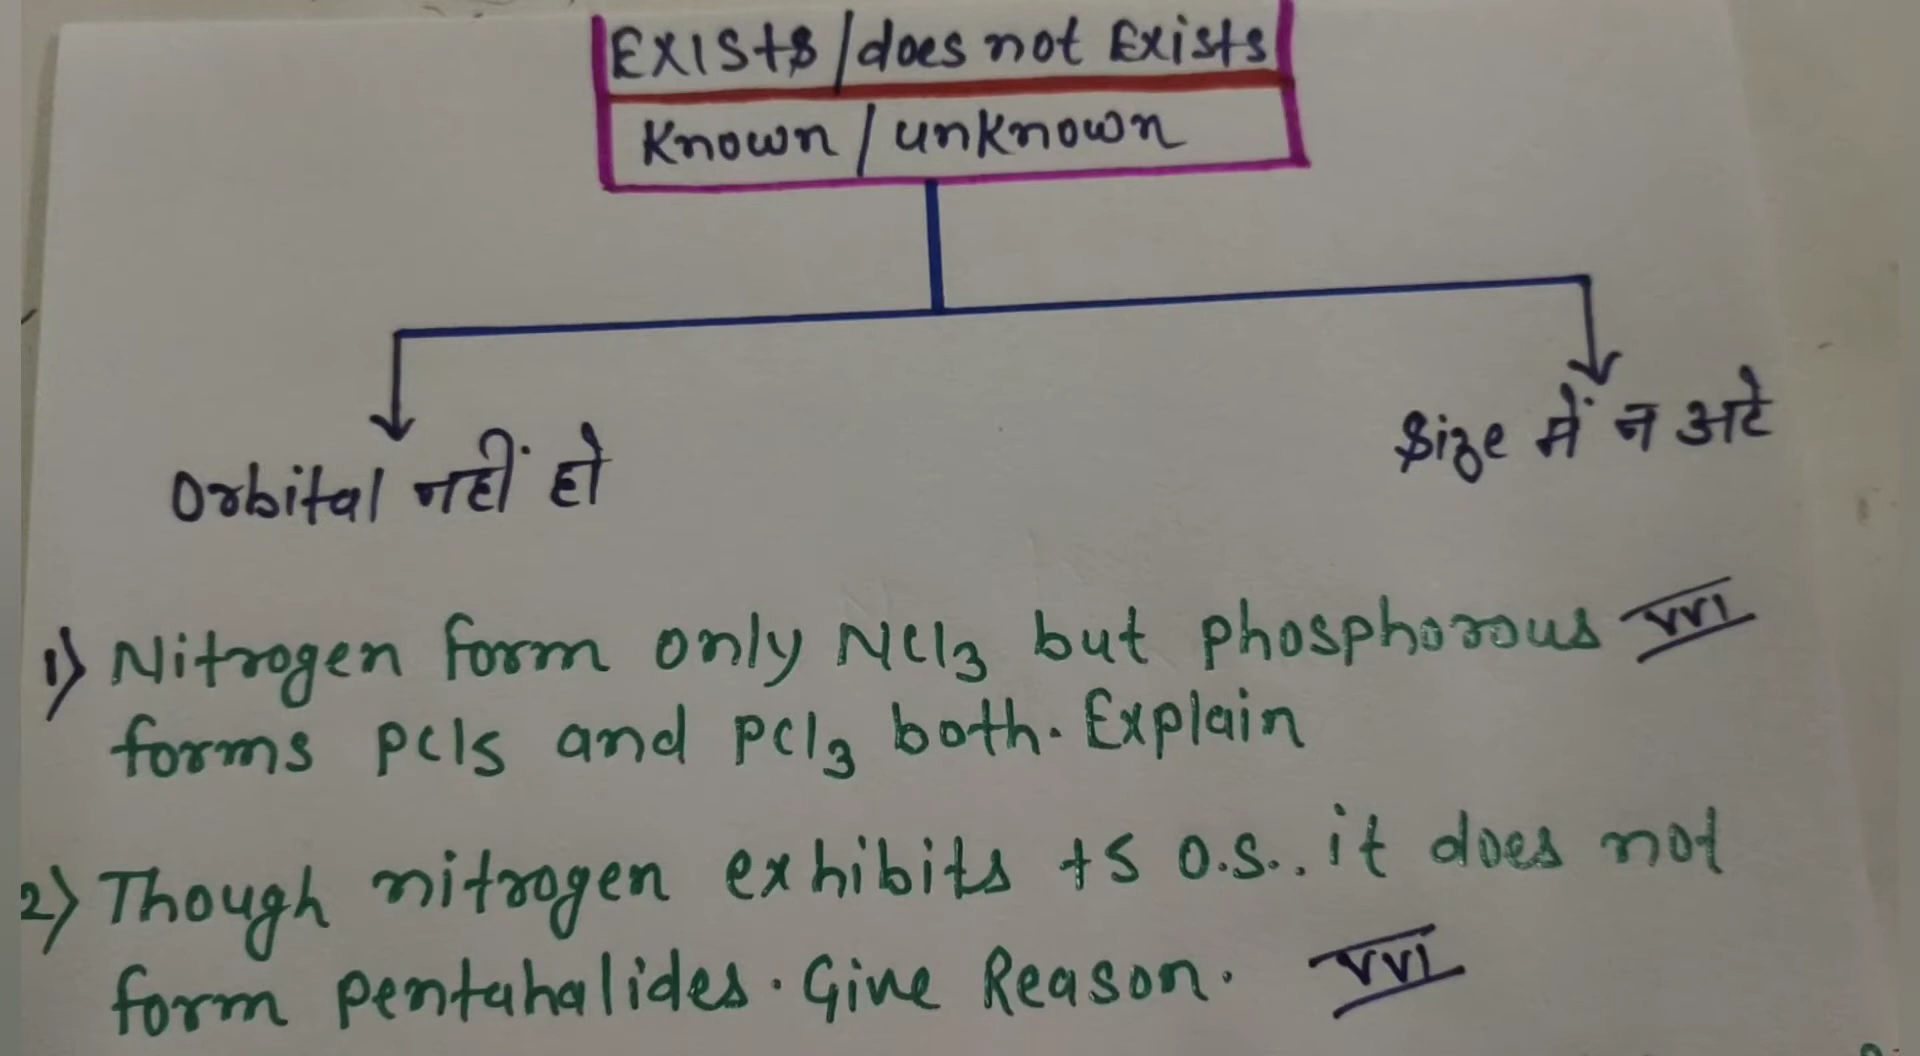 Exists/does not Exists
Known/unknown
Orbital नहीं हो
Size में न अटे
1) Nitrogen form only NCl3 but phosphorous VVI
forms PCl5 and PCl3 both. Explain
2) Though nitrogen exhibits +5 O.S.. it does not
form pentahalides. Give Reason. VVI